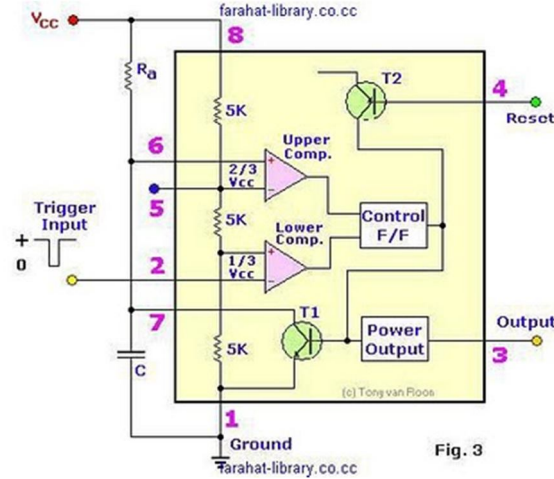 farahat-library.co.cc
Vcc
8
Ra
T2
4
5K
Reset
Upper
Comp.
6
+
2/3
Vcc
-
5
Control
F/F
Trigger
Input
5K
Lower
Comp.
+
0
+
1/3
Vcc
-
2
7
T1
Output
5K
Power
Output
3
C
(c) Tony van Roon
1
Ground
Fig. 3
farahat-library.co.cc